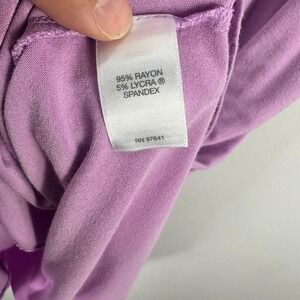 95% RAYON
5% LYCRA ®
SPANDEX
RN 97641